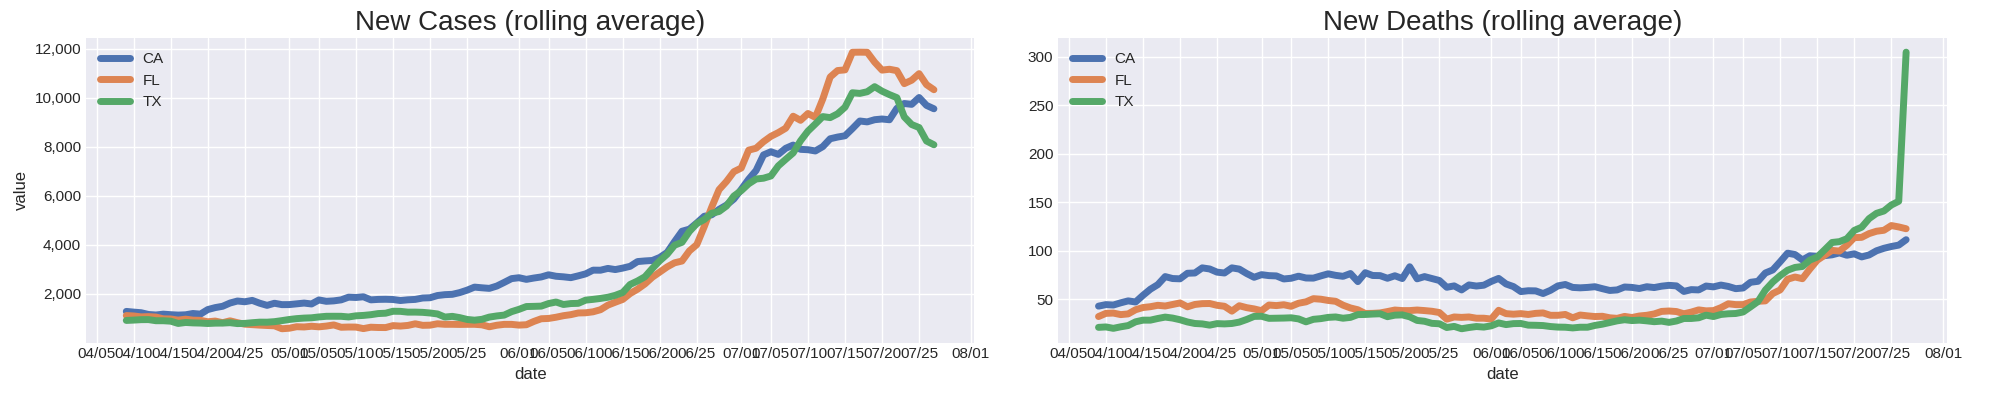 New Cases (rolling average)
12,000
10,000
8,000
6,000
4,000
2,000
value
CA
FL
TX
04/05 04/10 04/15 04/20 04/25 05/01 05/05 05/10 05/15 05/20 05/25 06/01 06/05 06/10 06/15 06/20 06/25 07/01 07/05 07/10 07/15 07/20 07/25 08/01
date
New Deaths (rolling average)
300
250
200
150
100
50
CA
FL
TX
04/05 04/10 04/15 04/20 04/25 05/01 05/05 05/10 05/15 05/20 05/25 06/01 06/05 06/10 06/15 06/20 06/25 07/01 07/05 07/10 07/15 07/20 07/25 08/01
date